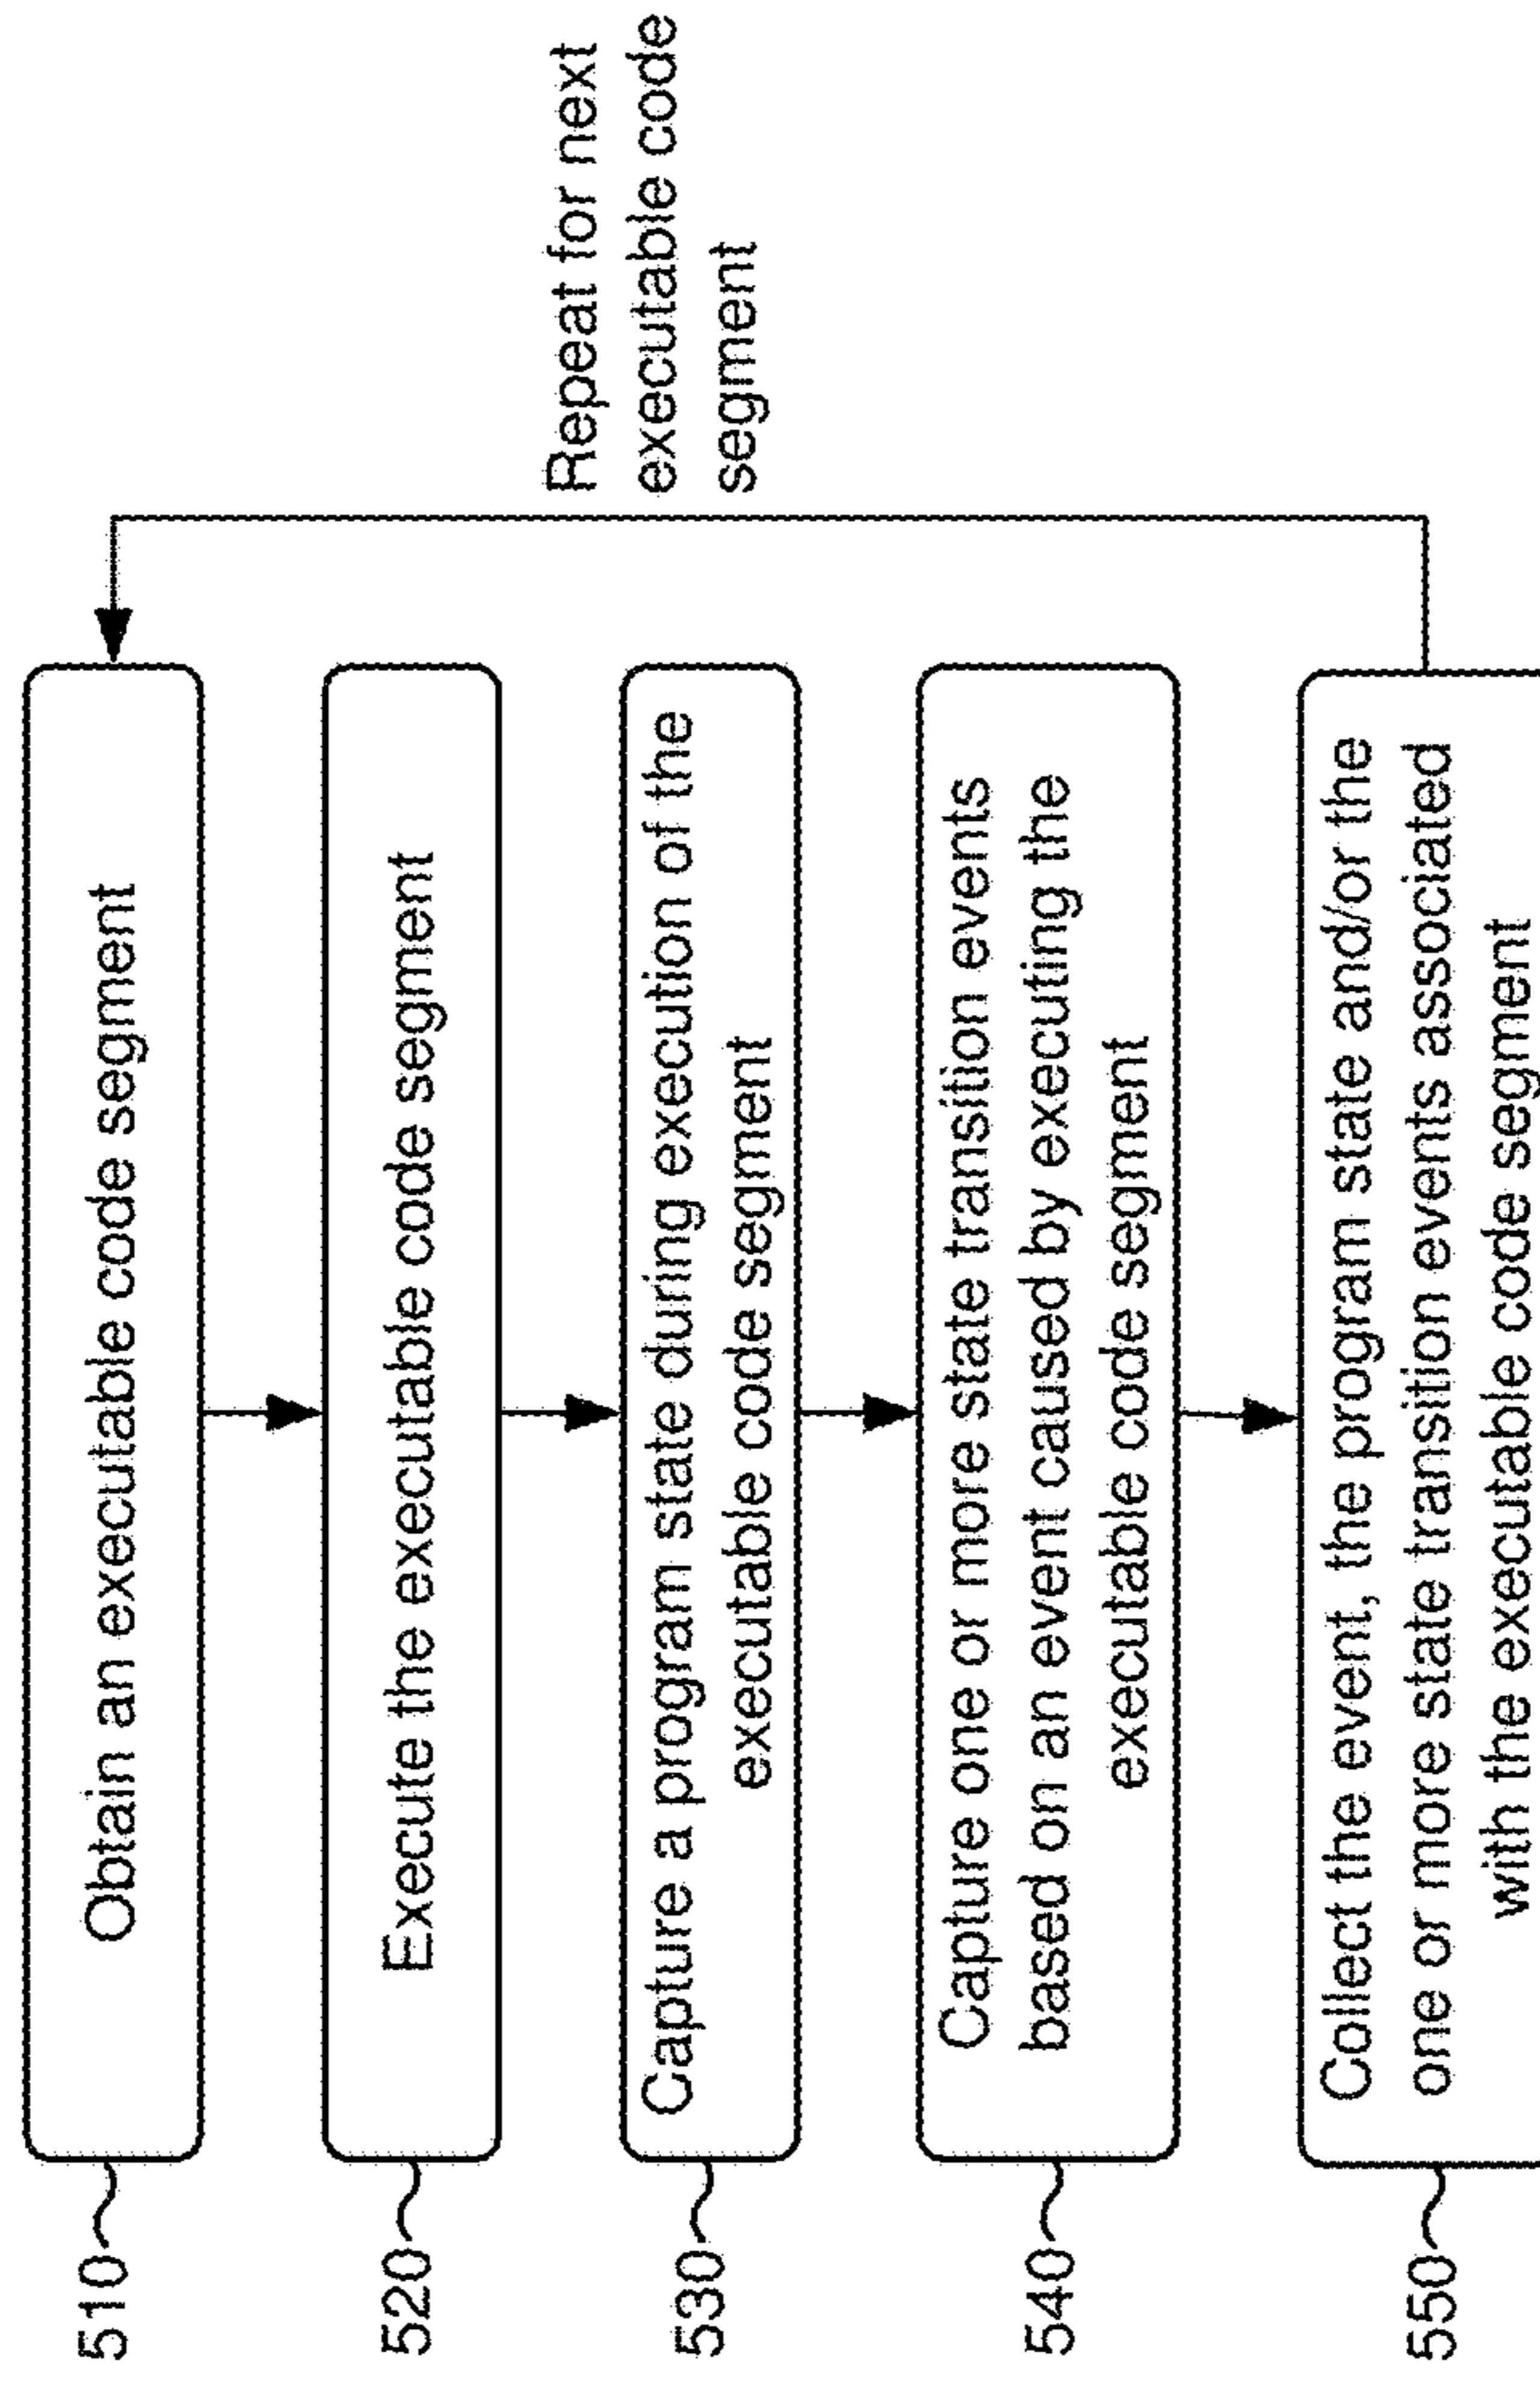 510
Obtain an executable code segment
520
Execute the executable code segment
530
Capture a program state during execution of the
executable code segment
540
Capture one or more state transition events
based on an event caused by executing the
executable code segment
550
Collect the event, the program state and/or the
one or more state transition events associated
with the executable code segment
Repeat for next
executable code
segment